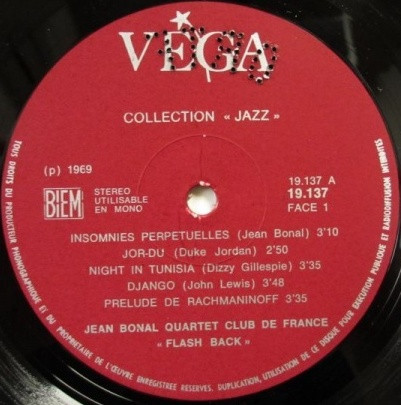 VÉGA
COLLECTION « JAZZ »
(p) 1969
BIEM
STEREO
UTILISABLE
EN MONO
19.137 A
19.137
FACE 1
INSOMNIES PERPETUELLES (Jean Bonal) 3'10
JOR-DU (Duke Jordan) 2'50
NIGHT IN TUNISIA (Dizzy Gillespie) 3'35
DJANGO (John Lewis) 3'48
PRELUDE DE RACHMANINOFF 3'35
JEAN BONAL QUARTET CLUB DE FRANCE
« FLASH BACK »
TOUS DROITS DU PRODUCTEUR PHONOGRAPHIQUE ET DU PROPRIETAIRE DE L'ŒUVRE ENREGISTREE RESERVES. DUPLICATION, UTILISATION DE CE DISQUE POUR EXECUTION PUBLIQUE ET RADIODIFFUSION INTERDITES